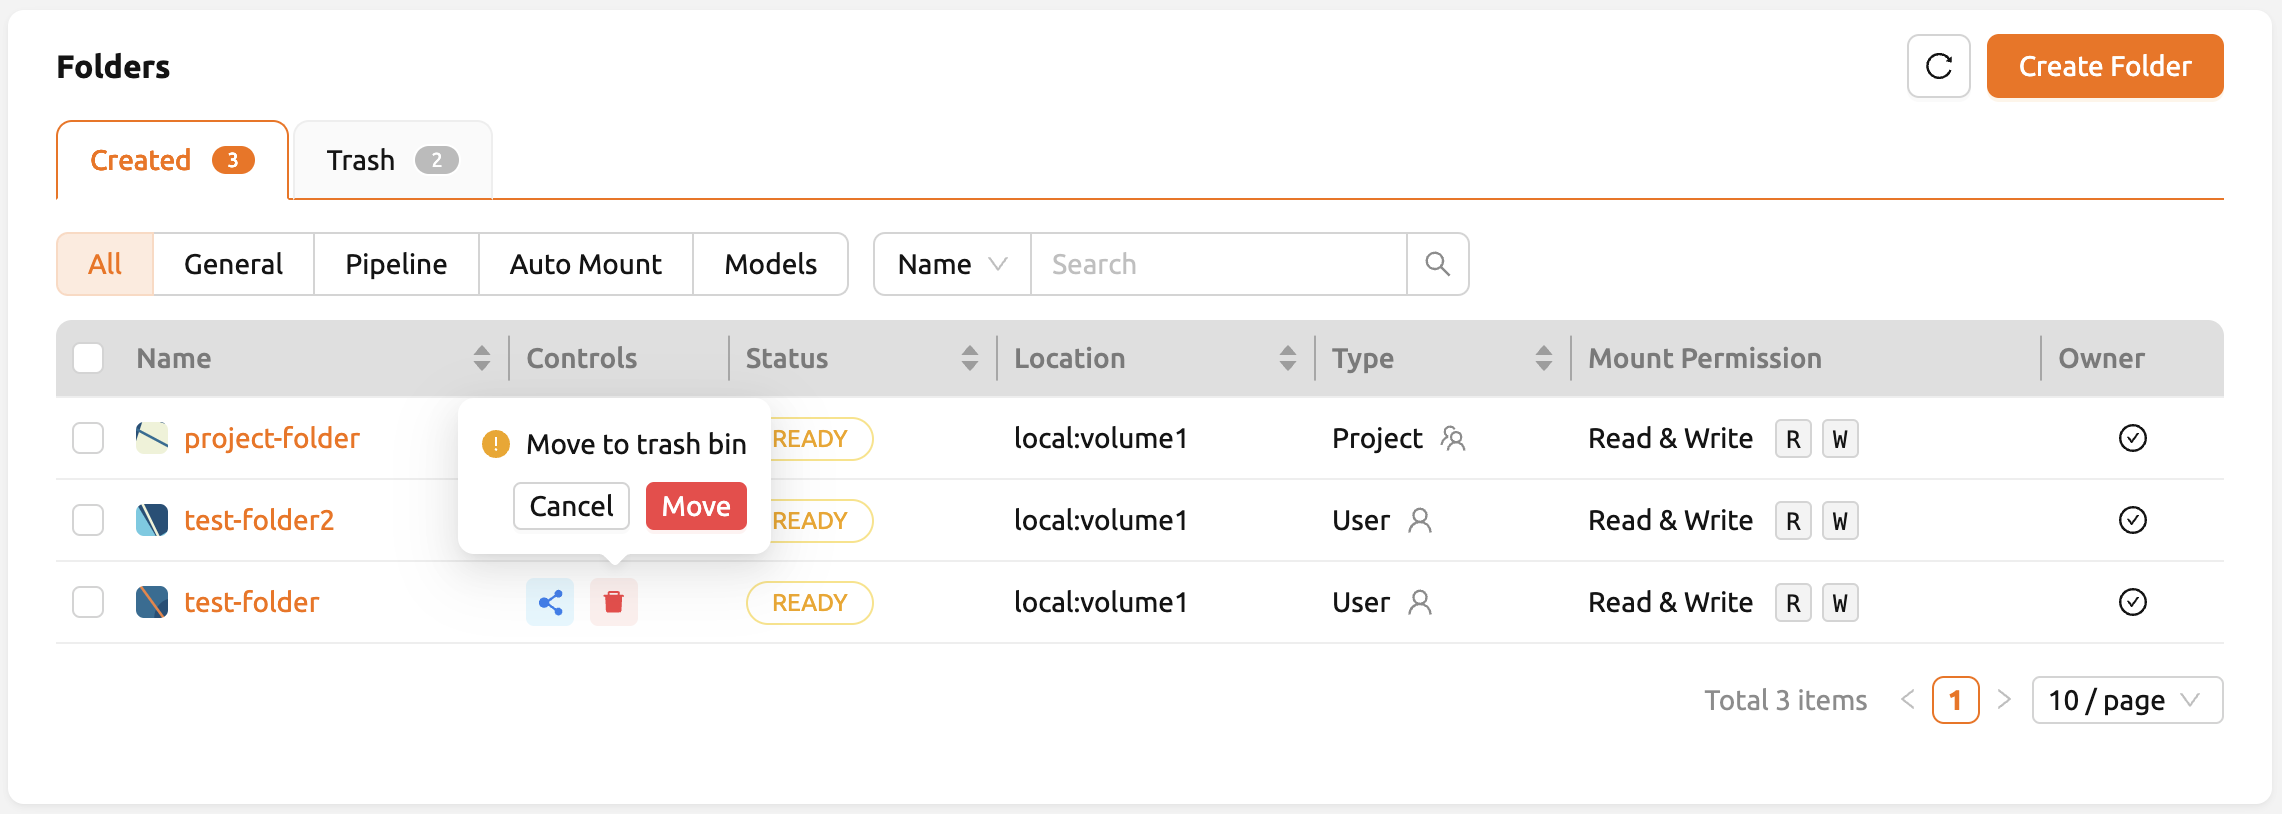 Folders
Create Folder
Created 3
Trash 2
All General Pipeline Auto Mount Models Name Search
Name Controls Status Location Type Mount Permission Owner
project-folder READY local:volume1 Project Read & Write R W
Move to trash bin
Cancel Move
test-folder2 READY local:volume1 User Read & Write R W
test-folder READY local:volume1 User Read & Write R W
Total 3 items 1 10 / page